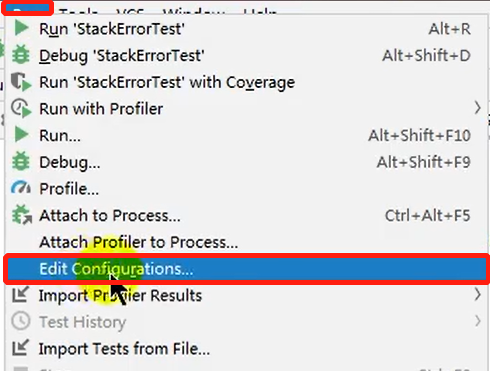 Tools VCS Window Help
Run 'StackErrorTest' Alt+R
Debug 'StackErrorTest' Alt+Shift+D
Run 'StackErrorTest' with Coverage
Run with Profiler
Run... Alt+Shift+F10
Debug... Alt+Shift+F9
Profile...
Attach to Process... Ctrl+Alt+F5
Attach Profiler to Process...
Edit Configurations...
Import Profiler Results
Test History
Import Tests from File...